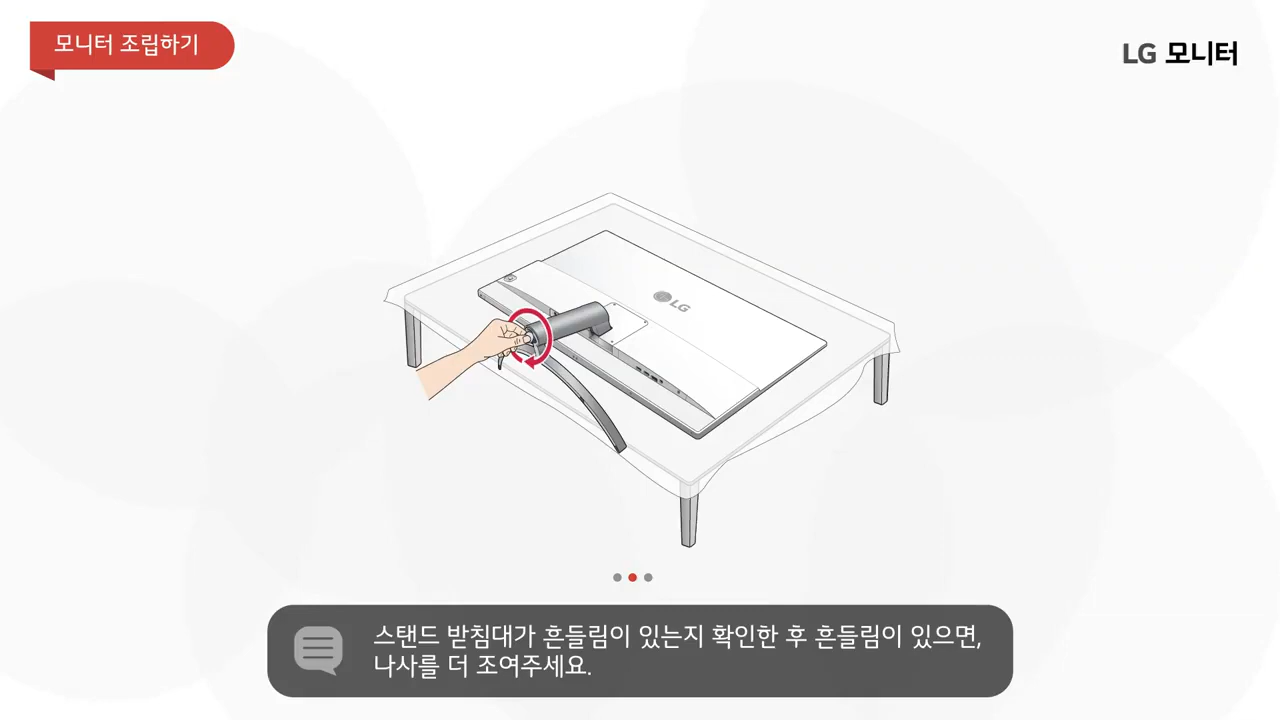 모니터 조립하기
LG 모니터
LG
스탠드 받침대가 흔들림이 있는지 확인한 후 흔들림이 있으면,
나사를 더 조여주세요.